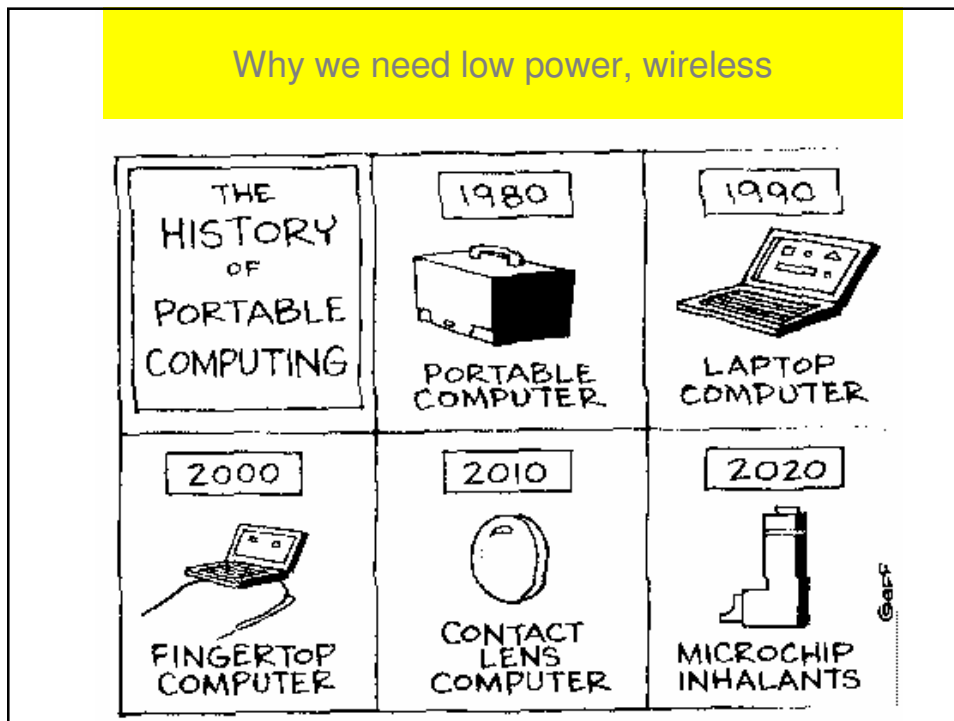 Why we need low power, wireless
THE
HISTORY
OF
PORTABLE
COMPUTING
1980
PORTABLE
COMPUTER
1990
LAPTOP
COMPUTER
2000
FINGERTOP
COMPUTER
2010
CONTACT
LENS
COMPUTER
2020
MICROCHIP
INHALANTS